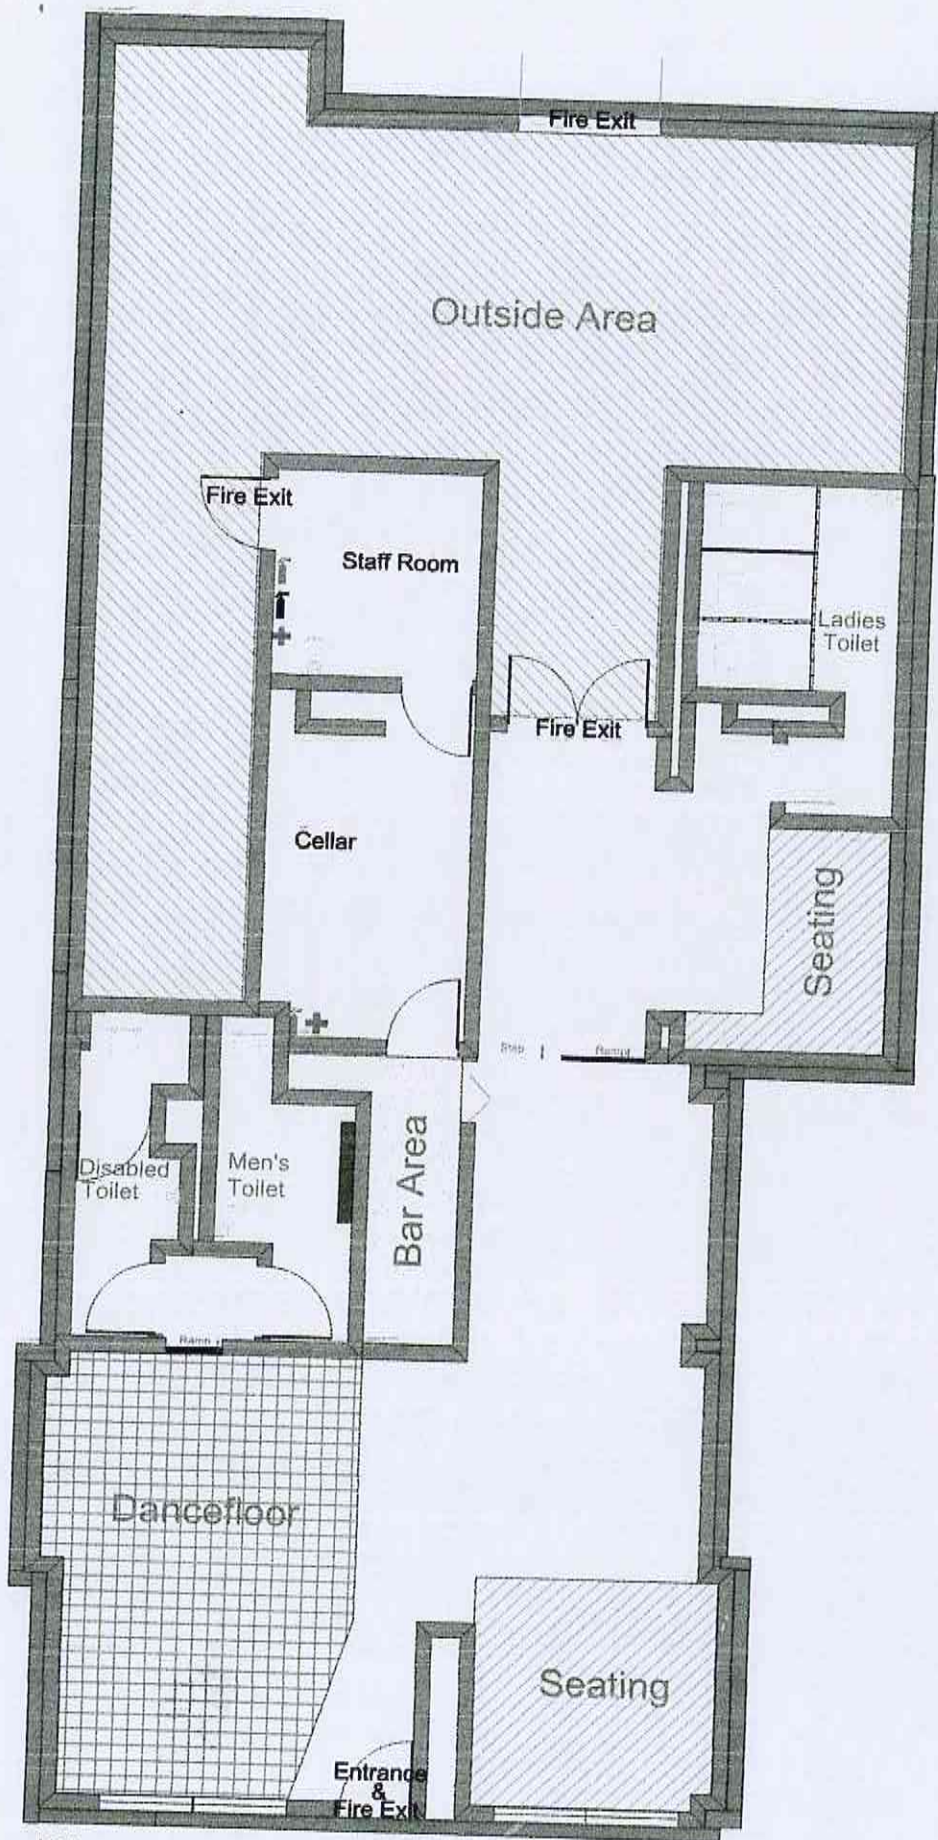 Fire Exit
Outside Area
Fire Exit
Staff Room
Ladies
Toilet
Fire Exit
Cellar
Seating
Step
Ramp
Bar Area
Disabled
Toilet
Men's
Toilet
Ramp
Dancefloor
Seating
Entrance
&
Fire Exit